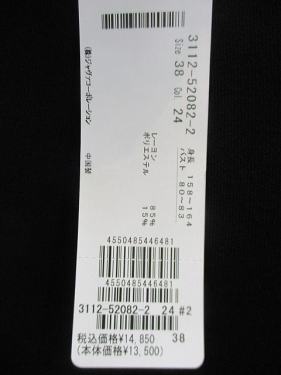 3112-52082-2
Size 38 Col 24
身長 158~164
バスト 80~83
レーヨン 85%
ポリエステル 15%
(株)ジャヴァコーポレーション 中国製
4550485446481
4550485446481
3112-52082-2 24 #2
税込価格¥14,850 38
(本体価格¥13,500)